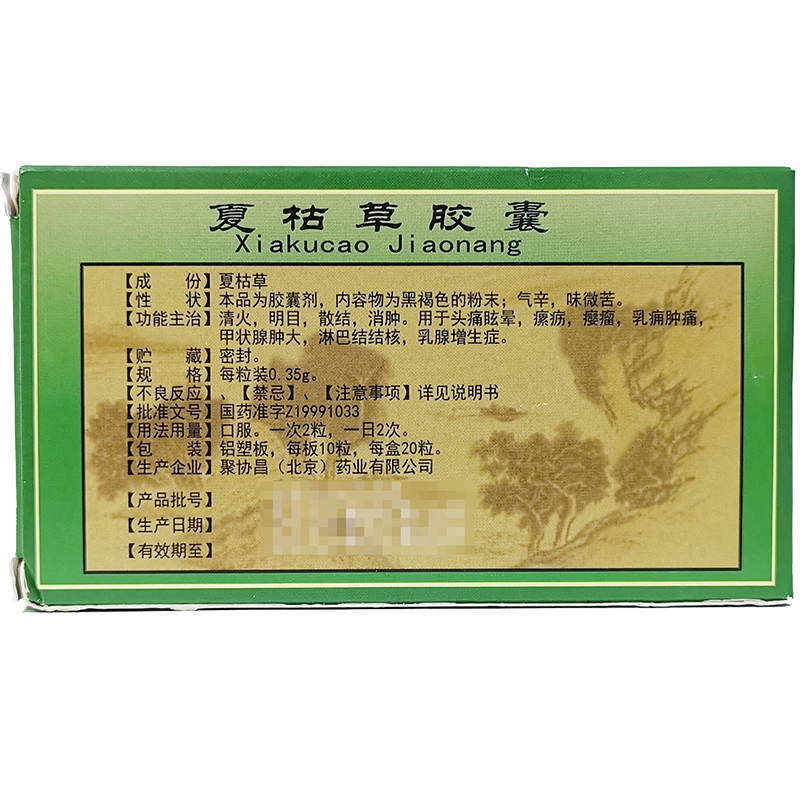 夏枯草胶囊
Xiakucao Jiaonang
【成　份】夏枯草
【性　状】本品为胶囊剂，内容物为黑褐色的粉末；气辛，味微苦。
【功能主治】清火，明目，散结，消肿。用于头痛眩晕，瘰疬，瘿瘤，乳痈肿痛，
甲状腺肿大，淋巴结结核，乳腺增生症。
【贮　藏】密封。
【规　格】每粒装0.35g。
【不良反应】、【禁忌】、【注意事项】详见说明书
【批准文号】国药准字Z19991033
【用法用量】口服。一次2粒，一日2次。
【包　装】铝塑板，每板10粒，每盒20粒。
【生产企业】聚协昌（北京）药业有限公司
【产品批号】
【生产日期】
【有效期至】